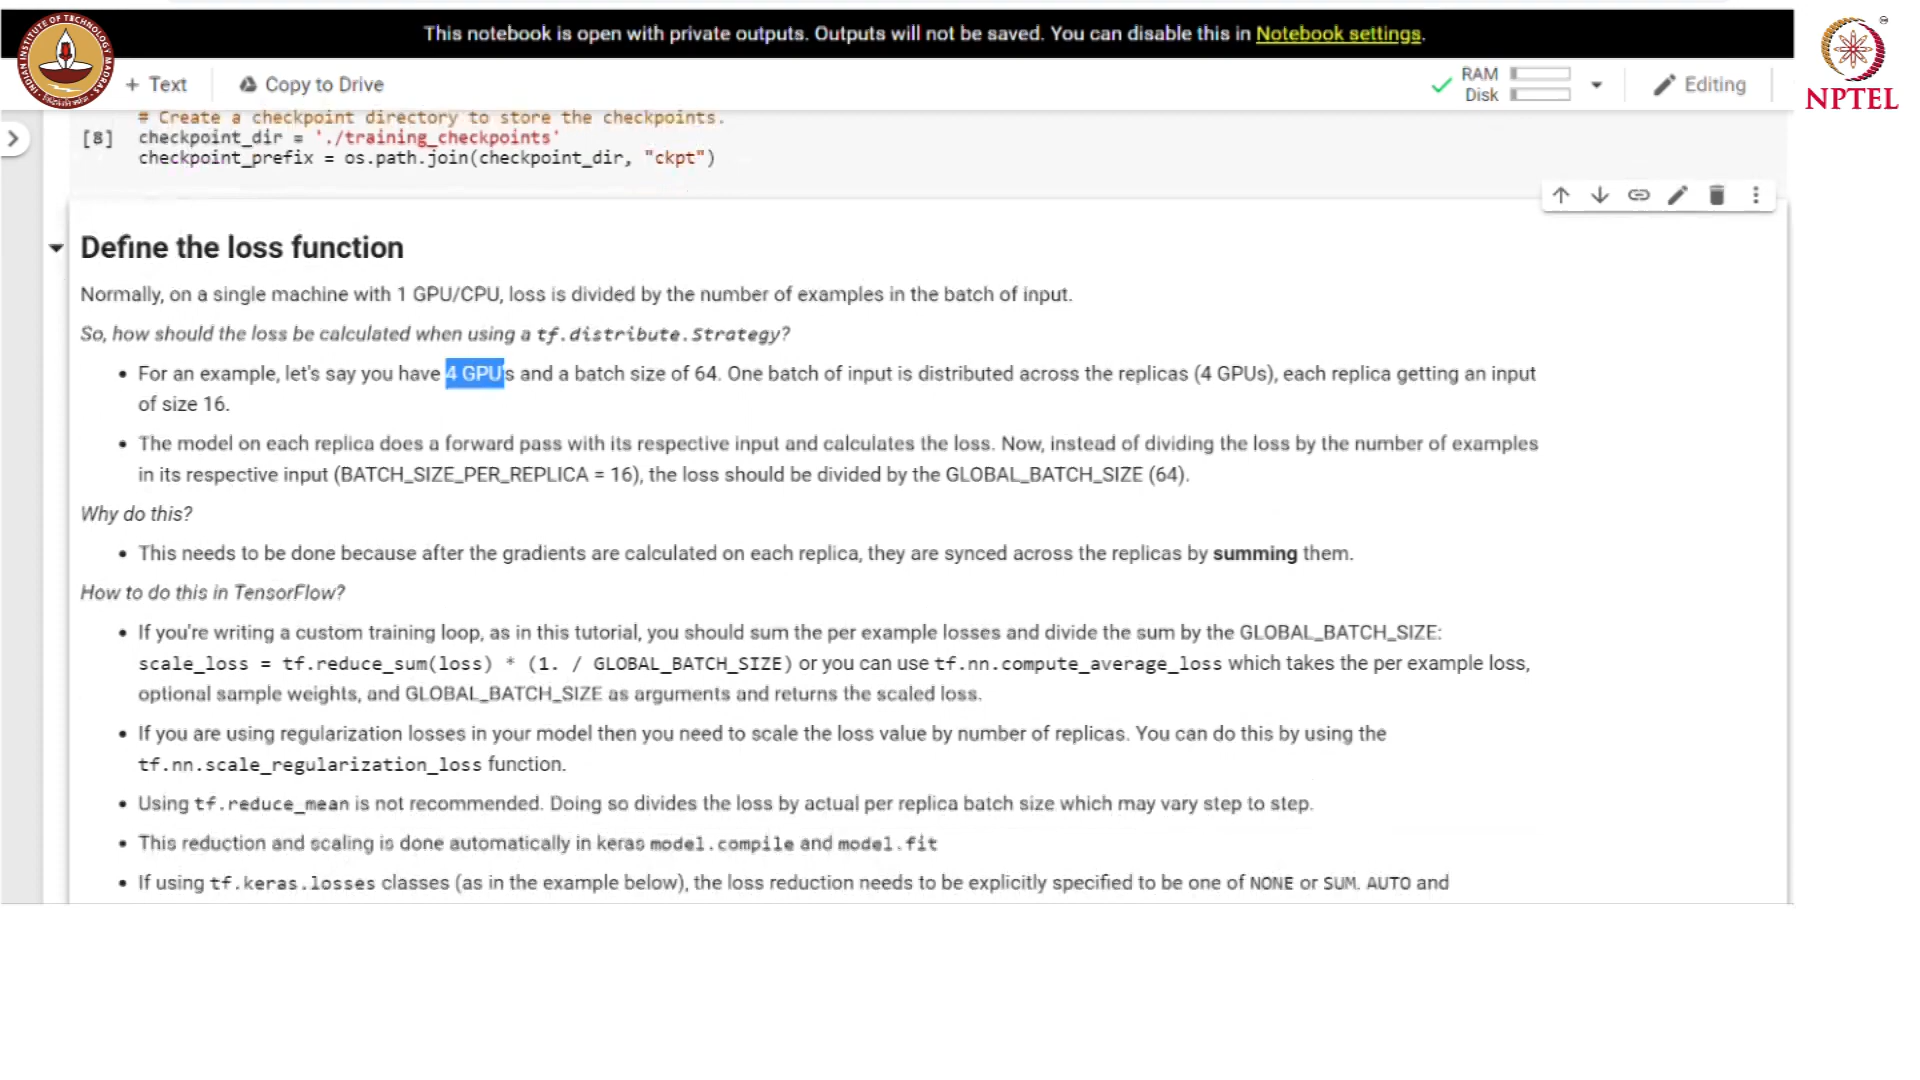 This notebook is open with private outputs. Outputs will not be saved. You can disable this in Notebook settings.
+ Text
Copy to Drive
RAM
Disk
Editing
NPTEL
# Create a checkpoint directory to store the checkpoints.
[8] checkpoint_dir = './training_checkpoints'
checkpoint_prefix = os.path.join(checkpoint_dir, "ckpt")
Define the loss function
Normally, on a single machine with 1 GPU/CPU, loss is divided by the number of examples in the batch of input.
So, how should the loss be calculated when using a tf.distribute.Strategy?
• For an example, let's say you have 4 GPU's and a batch size of 64. One batch of input is distributed across the replicas (4 GPUs), each replica getting an input
of size 16.
• The model on each replica does a forward pass with its respective input and calculates the loss. Now, instead of dividing the loss by the number of examples
in its respective input (BATCH_SIZE_PER_REPLICA = 16), the loss should be divided by the GLOBAL_BATCH_SIZE (64).
Why do this?
• This needs to be done because after the gradients are calculated on each replica, they are synced across the replicas by summing them.
How to do this in TensorFlow?
• If you're writing a custom training loop, as in this tutorial, you should sum the per example losses and divide the sum by the GLOBAL_BATCH_SIZE:
scale_loss = tf.reduce_sum(loss) * (1. / GLOBAL_BATCH_SIZE) or you can use tf.nn.compute_average_loss which takes the per example loss,
optional sample weights, and GLOBAL_BATCH_SIZE as arguments and returns the scaled loss.
• If you are using regularization losses in your model then you need to scale the loss value by number of replicas. You can do this by using the
tf.nn.scale_regularization_loss function.
• Using tf.reduce_mean is not recommended. Doing so divides the loss by actual per replica batch size which may vary step to step.
• This reduction and scaling is done automatically in keras model.compile and model.fit
• If using tf.keras.losses classes (as in the example below), the loss reduction needs to be explicitly specified to be one of NONE or SUM. AUTO and